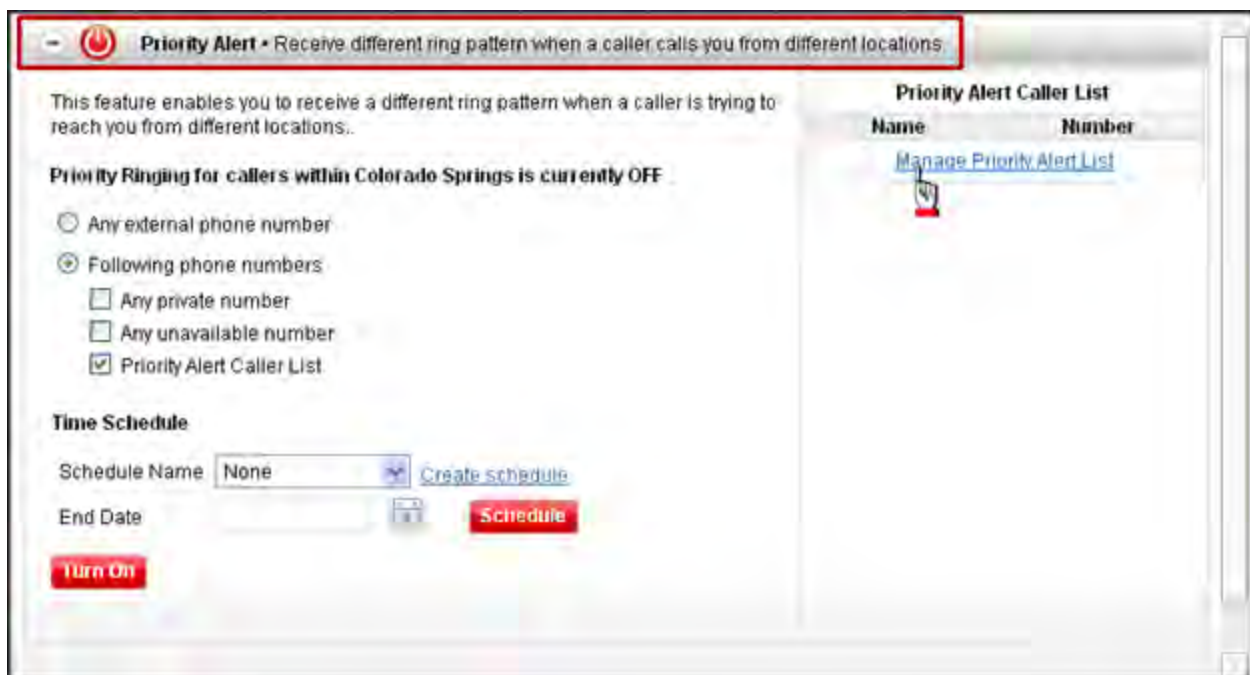 Priority Alert • Receive different ring pattern when a caller calls you from different locations
This feature enables you to receive a different ring pattern when a caller is trying to
reach you from different locations..
Priority Ringing for callers within Colorado Springs is currently OFF
Any external phone number
Following phone numbers
Any private number
Any unavailable number
Priority Alert Caller List
Time Schedule
Schedule Name None Create schedule
End Date Schedule
Turn On
Priority Alert Caller List
Name Number
Manage Priority Alert List